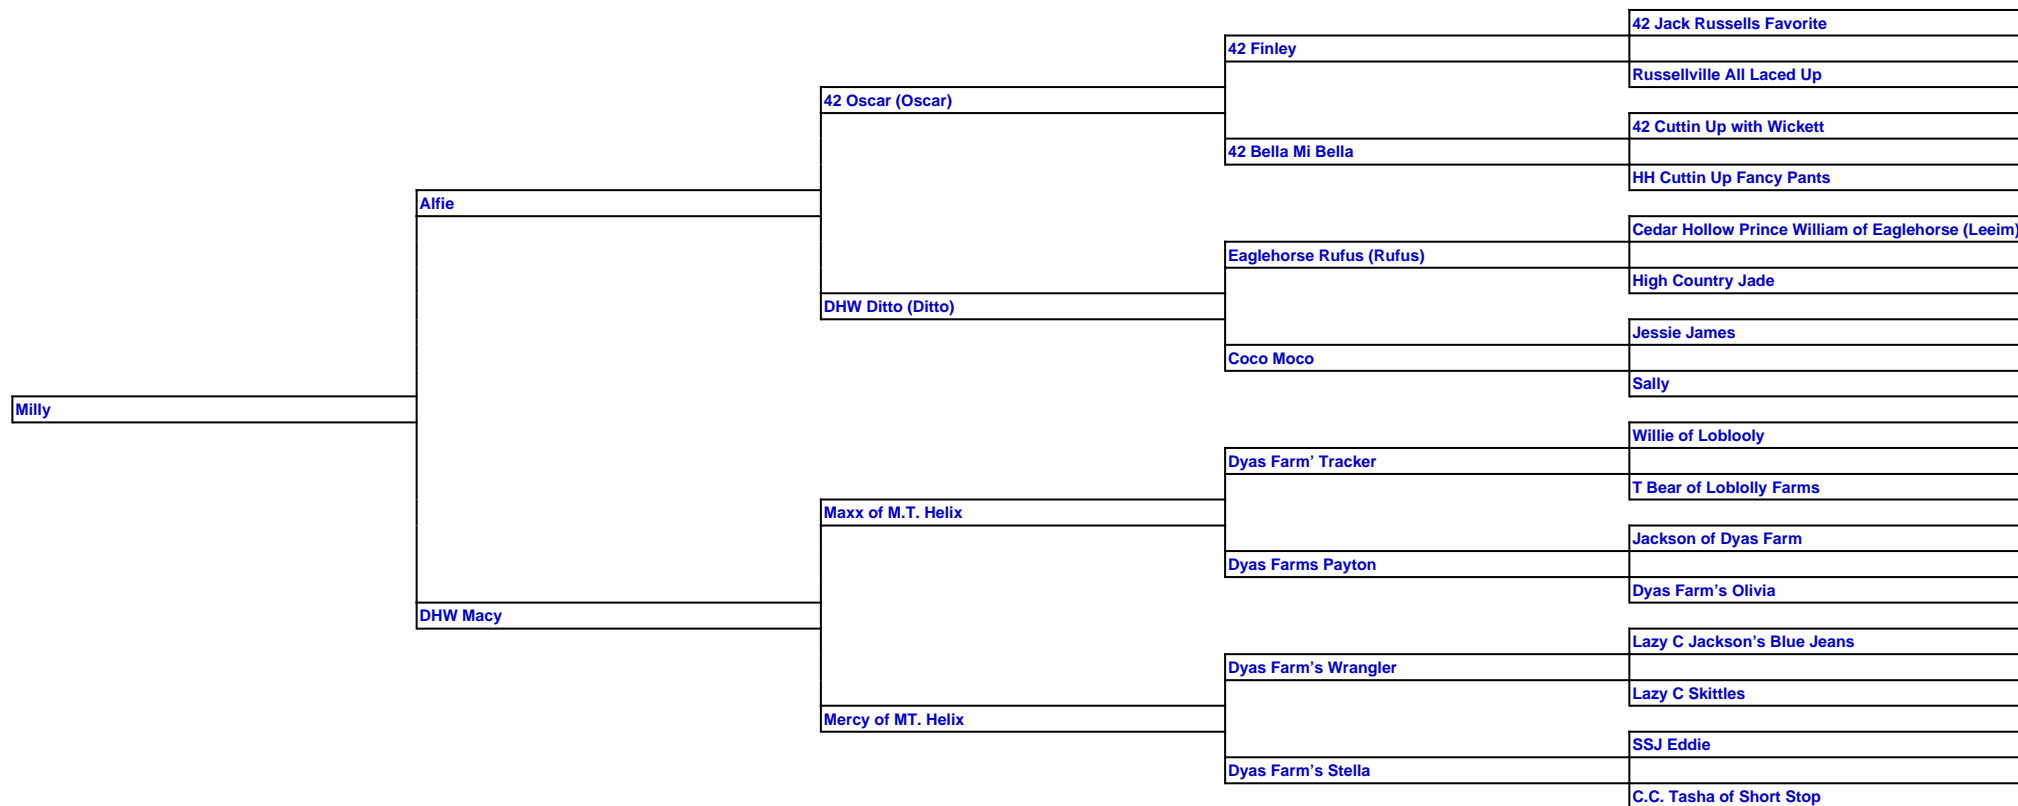 42 Jack Russells Favorite
42 Finley
Russellville All Laced Up
42 Oscar (Oscar)
42 Cuttin Up with Wickett
42 Bella Mi Bella
HH Cuttin Up Fancy Pants
Alfie
Cedar Hollow Prince William of Eaglehorse (Leeim)
Eaglehorse Rufus (Rufus)
High Country Jade
DHW Ditto (Ditto)
Jessie James
Coco Moco
Sally
Milly
Willie of Loblooly
Dyas Farm’ Tracker
T Bear of Loblolly Farms
Maxx of M.T. Helix
Jackson of Dyas Farm
Dyas Farms Payton
Dyas Farm’s Olivia
DHW Macy
Lazy C Jackson’s Blue Jeans
Dyas Farm’s Wrangler
Lazy C Skittles
Mercy of MT. Helix
SSJ Eddie
Dyas Farm’s Stella
C.C. Tasha of Short Stop